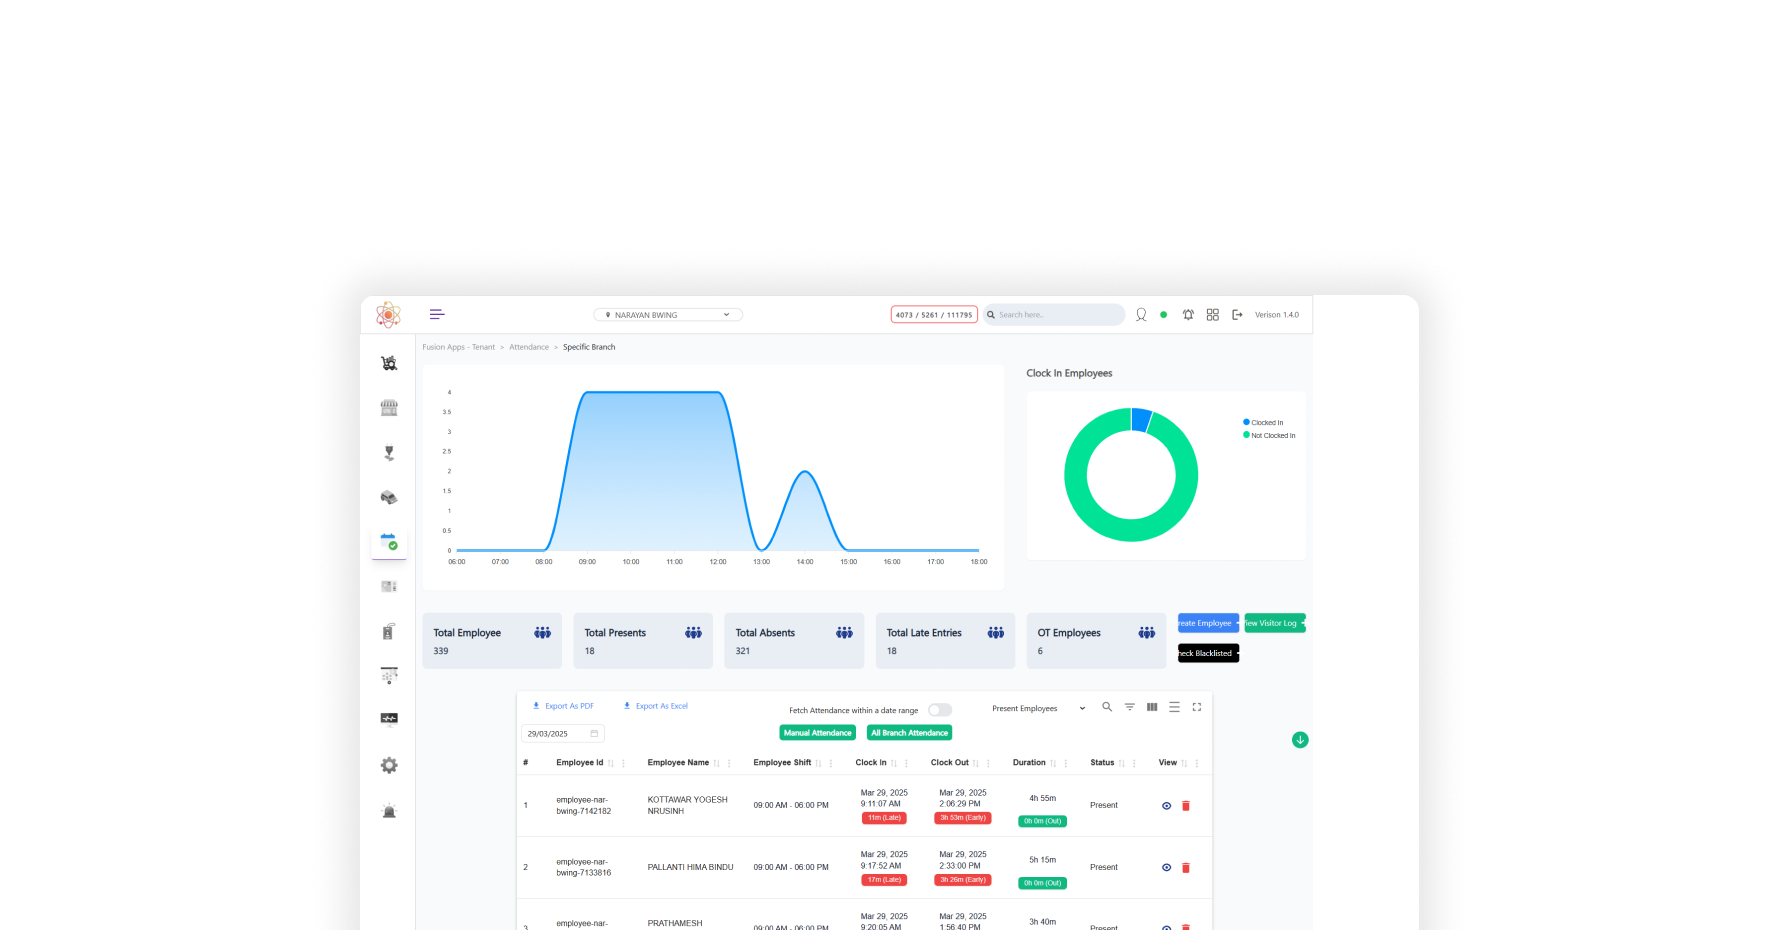 NARAYAN BWING
4073 / 5261 / 111795
Search here..
Verison 1.4.0
Fusion Apps - Tenant > Attendance > Specific Branch
4
3.5
3
2.5
2
1.5
1
0.5
0
06:00 07:00 08:00 09:00 10:00 11:00 12:00 13:00 14:00 15:00 16:00 17:00 18:00
Clock In Employees
Clocked In
Not Clocked In
Total Employee
339
Total Presents
18
Total Absents
321
Total Late Entries
18
OT Employees
6
reate Employee
iew Visitor Log
heck Blacklisted
Export As PDF
Export As Excel
Fetch Attendance within a date range
Present Employees
29/03/2025
Manual Attendance
All Branch Attendance
# Employee Id Employee Name Employee Shift Clock In Clock Out Duration Status View
1
employee-nar-
bwing-7142182
KOTTAWAR YOGESH
NRUSINH
09:00 AM - 06:00 PM
Mar 29, 2025
9:11:07 AM
11m (Late)
Mar 29, 2025
2:06:29 PM
3h 53m (Early)
4h 55m
0h 0m (Out)
Present
2
employee-nar-
bwing-7133816
PALLANTI HIMA BINDU
09:00 AM - 06:00 PM
Mar 29, 2025
9:17:52 AM
17m (Late)
Mar 29, 2025
2:33:00 PM
3h 26m (Early)
5h 15m
0h 0m (Out)
Present
3
employee-nar-
PRATHAMESH
09:00 AM - 06:00 PM
Mar 29, 2025
9:20:05 AM
Mar 29, 2025
1:56:40 PM
3h 40m
Present